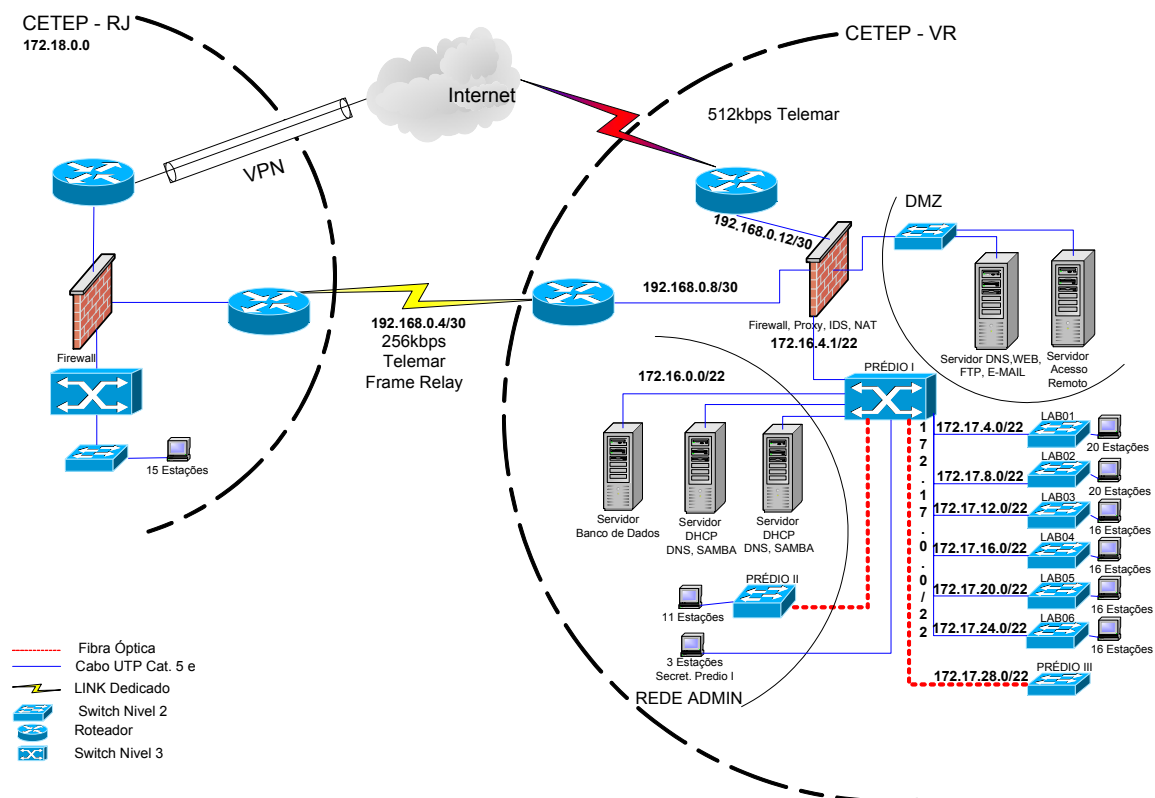 CETEP - RJ
172.18.0.0
CETEP - VR
Internet
512kbps Telemar
VPN
DMZ
192.168.0.12/30
192.168.0.8/30
192.168.0.4/30
256kbps
Telemar
Frame Relay
Firewall
15 Estações
Firewall, Proxy, IDS, NAT
172.16.4.1/22
Servidor DNS,WEB,
FTP, E-MAIL
Servidor
Acesso
Remoto
PRÉDIO I
172.16.0.0/22
Servidor
Banco de Dados
Servidor
DHCP
DNS, SAMBA
Servidor
DHCP
DNS, SAMBA
PRÉDIO II
11 Estações
3 Estações
Secret. Predio I
REDE ADMIN
172.17.0.0/22
172.17.4.0/22
LAB01
20 Estações
172.17.8.0/22
LAB02
20 Estações
172.17.12.0/22
LAB03
16 Estações
172.17.16.0/22
LAB04
16 Estações
172.17.20.0/22
LAB05
16 Estações
172.17.24.0/22
LAB06
16 Estações
172.17.28.0/22
PRÉDIO III
Fibra Óptica
Cabo UTP Cat. 5 e
LINK Dedicado
Switch Nivel 2
Roteador
Switch Nivel 3